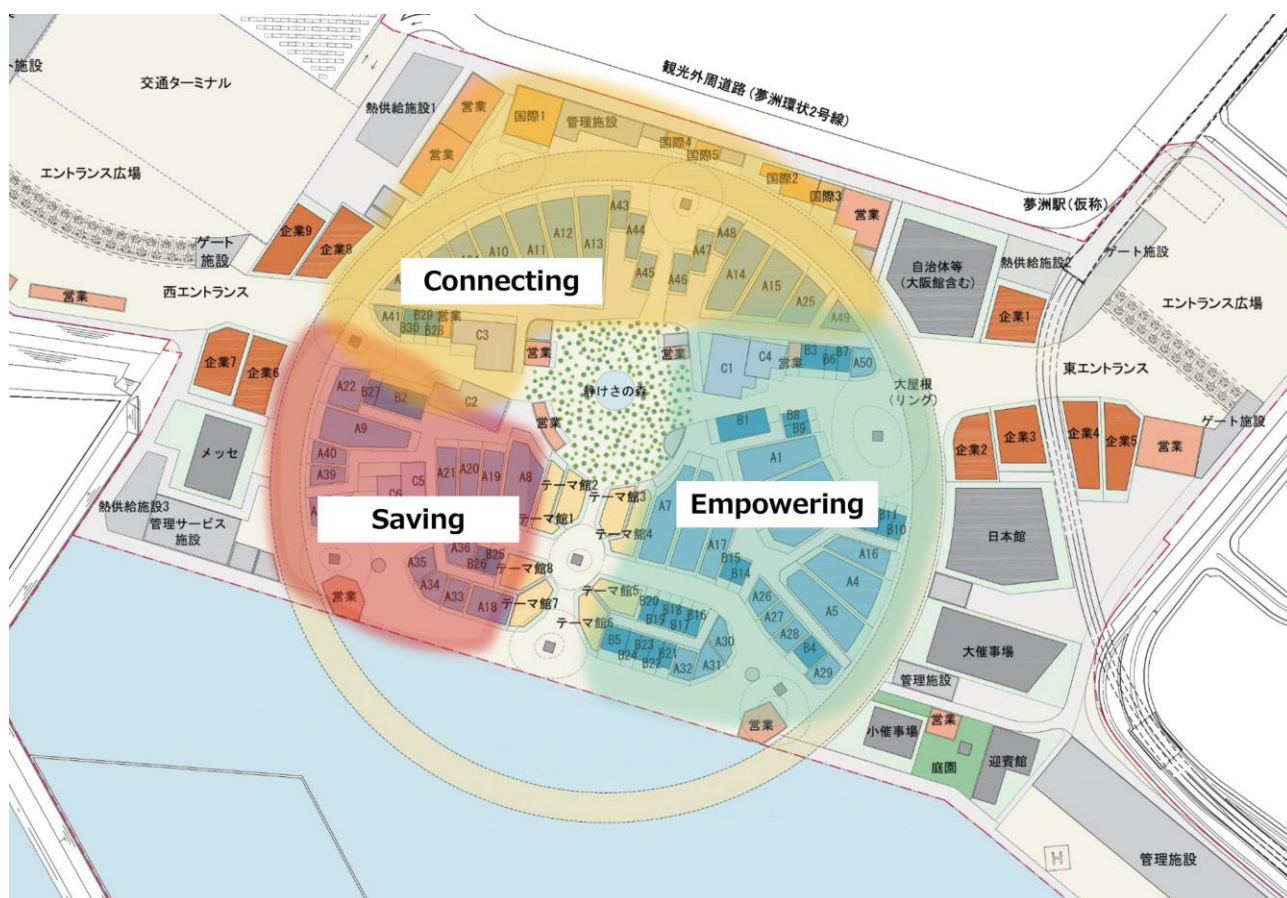 ート施設
交通ターミナル
エントランス広場
熱供給施設1
営業
営業
国際1
管理施設
国際4
国際5
国際2
国際3
営業
観光外周道路(夢洲環状2号線)
夢洲駅(仮称)
ゲート施設
エントランス広場
自治体等
(大阪館含む)
熱供給施設2
企業1
東エントランス
ゲート施設
企業9
企業8
ゲート
施設
西エントランス
営業
企業7
企業6
メッセ
熱供給施設3
管理サービス
施設
Connecting
A10
A11
A12
A13
A43
A44
A45
A46
A47
A48
A14
A15
A25
A49
A41
B29
営業
B30
B28
C3
営業
営業
静けさの森
営業
C1
C4
営業
B3
B6
B7
A50
大屋根
(リング)
A22
B27
B2
C2
A9
A40
A39
C5
C6
A21
A20
A19
A8
Saving
A36
B25
B26
A35
A34
A33
A18
営業
テーマ館2
テーマ館3
テーマ館1
テーマ館4
テーマ館8
テーマ館7
テーマ館5
テーマ館6
B1
B8
B9
A1
A7
Empowering
B11
B10
A17
B15
B14
A16
A4
A5
A26
A27
A28
B4
A29
B20
B18
B16
B19
B17
B5
B23
B21
B24
B22
A30
A32
A31
営業
企業2
企業3
企業4
企業5
営業
日本館
大催事場
管理施設
小催事場
営業
庭園
迎賓館
H
管理施設